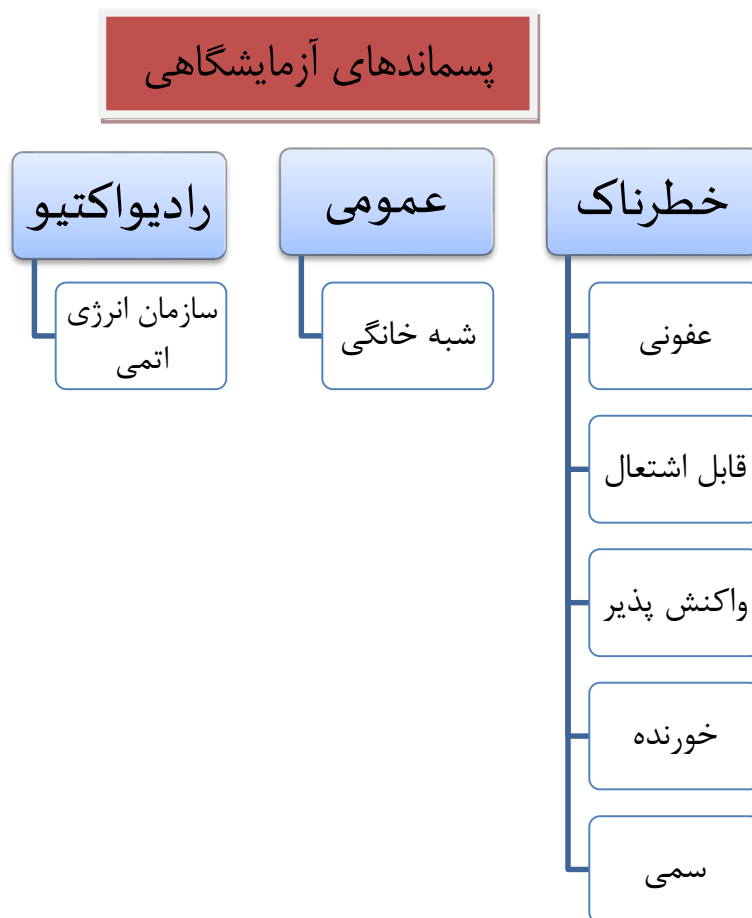 پسماندهای آزمایشگاهی
خطرناک
عفونی
قابل اشتعال
واکنش پذیر
خورنده
سمی
عمومی
شبه خانگی
رادیواکتیو
سازمان انرژی
اتمی